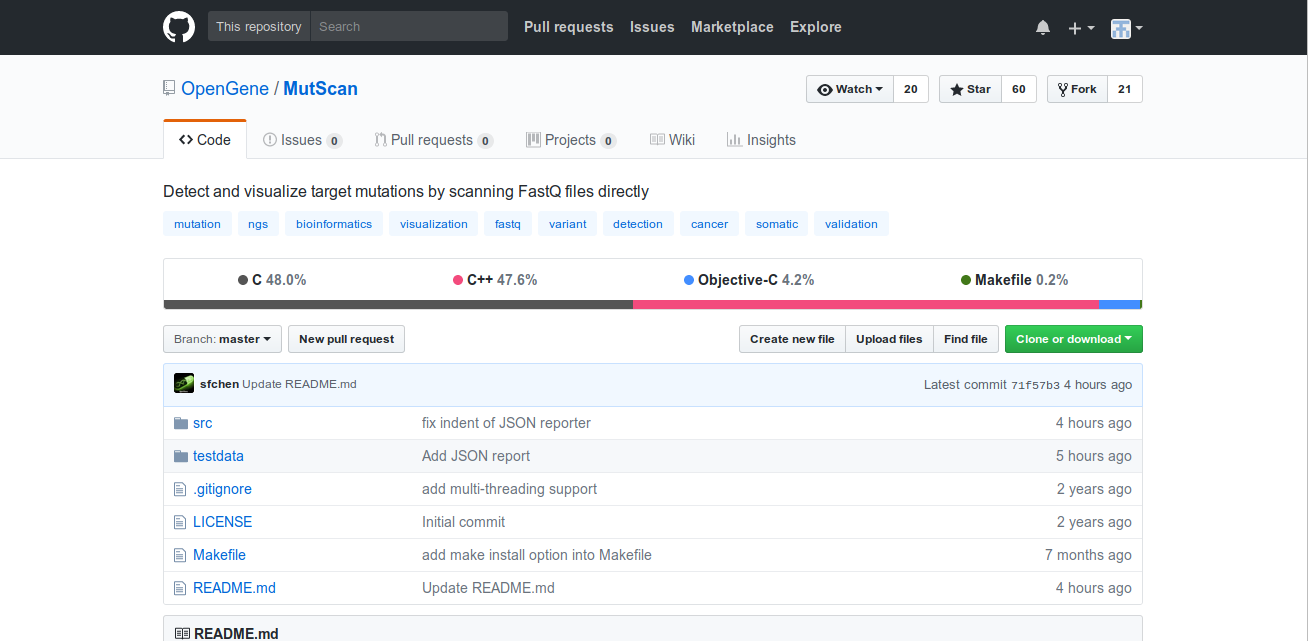 This repository Search Pull requests Issues Marketplace Explore
OpenGene / MutScan Watch 20 Star 60 Fork 21
Code Issues 0 Pull requests 0 Projects 0 Wiki Insights
Detect and visualize target mutations by scanning FastQ files directly
mutation ngs bioinformatics visualization fastq variant detection cancer somatic validation
C 48.0% C++ 47.6% Objective-C 4.2% Makefile 0.2%
Branch: master New pull request Create new file Upload files Find file Clone or download
sfchen Update README.md Latest commit 71f57b3 4 hours ago
src fix indent of JSON reporter 4 hours ago
testdata Add JSON report 5 hours ago
.gitignore add multi-threading support 2 years ago
LICENSE Initial commit 2 years ago
Makefile add make install option into Makefile 7 months ago
README.md Update README.md 4 hours ago
README.md